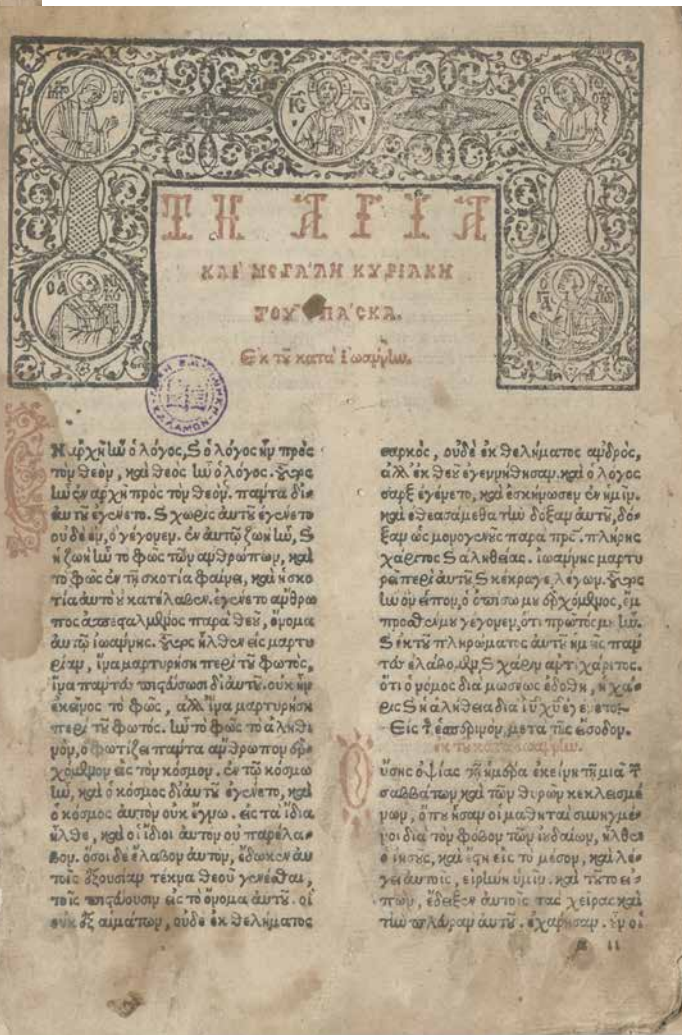 ΜΡ ΘΥ
ΙC ΧC
ΤΗ ἉΓΊᾼ
ΚΑῚ ΜΕΓΆΛΗ ΚΥΡΙΑΚΗ
ΤΟΥ ΠΆCΧΑ.
Ἐκ τοῦ κατὰ Ἰωάννην.
ΕΝ ἀρχῇ ἦν ὁ λόγος, καὶ ὁ λόγος ἦν πρὸς
τὸν θεόν, καὶ θεὸς ἦν ὁ λόγος. οὗτος
ἦν ἐν ἀρχῇ πρὸς τὸν θεόν. πάντα δι'
αὐτοῦ ἐγένετο. καὶ χωρὶς αὐτοῦ ἐγένετο
οὐδὲ ἕν, ὃ γέγονεν. ἐν αὐτῷ ζωὴ ἦν, καὶ
ἡ ζωὴ ἦν τὸ φῶς τῶν ἀνθρώπων, καὶ
τὸ φῶς ἐν τῇ σκοτίᾳ φαίνει, καὶ ἡ σκο
τία αὐτὸ οὐ κατέλαβεν. ἐγένετο ἄνθρω
πος ἀπεσταλμένος παρὰ θεοῦ, ὄνομα
αὐτῷ ἰωάννης. οὗτος ἦλθεν εἰς μαρτυ
ρίαν, ἵνα μαρτυρήσῃ περὶ τοῦ φωτός,
ἵνα πάντες πιστεύσωσι δι' αὐτοῦ. οὐκ ἦν
ἐκεῖνος τὸ φῶς, ἀλλ' ἵνα μαρτυρήσῃ
περὶ τοῦ φωτός. ἦν τὸ φῶς τὸ ἀληθι
νόν, ὃ φωτίζει πάντα ἄνθρωπον ἐρ
χόμενον εἰς τὸν κόσμον. ἐν τῷ κόσμῳ
ἦν, καὶ ὁ κόσμος δι' αὐτοῦ ἐγένετο, καὶ
ὁ κόσμος αὐτὸν οὐκ ἔγνω. εἰς τὰ ἴδια
ἦλθε, καὶ οἱ ἴδιοι αὐτὸν οὐ παρέλα
βον. ὅσοι δὲ ἔλαβον αὐτόν, ἔδωκεν αὐ
τοῖς ἐξουσίαν τέκνα θεοῦ γενέσθαι,
τοῖς πιστεύουσιν εἰς τὸ ὄνομα αὐτοῦ. οἳ
οὐκ ἐξ αἱμάτων, οὐδὲ ἐκ θελήματος
σαρκός, οὐδὲ ἐκ θελήματος ἀνδρός,
ἀλλ' ἐκ θεοῦ ἐγεννήθησαν. καὶ ὁ λόγος
σὰρξ ἐγένετο, καὶ ἐσκήνωσεν ἐν ἡμῖν.
καὶ ἐθεασάμεθα τὴν δόξαν αὐτοῦ, δό
ξαν ὡς μονογενοῦς παρὰ πρς. πλήρης
χάριτος καὶ ἀληθείας. ἰωάννης μαρτυ
ρεῖ περὶ αὐτοῦ καὶ κέκραγε, λέγων. οὗτος
ἦν ὃν εἶπον, ὁ ὀπίσω μου ἐρχόμενος, ἔμ
προσθέν μου γέγονεν, ὅτι πρῶτός μου ἦν.
καὶ ἐκ τοῦ πληρώματος αὐτοῦ ἡμεῖς πάν
τες ἐλάβομεν, καὶ χάριν ἀντὶ χάριτος.
ὅτι ὁ νόμος διὰ μωσέως ἐδόθη, ἡ χά
ρις καὶ ἡ ἀλήθεια διὰ ιυ χυ ἐγένετο.
Εἰς τὸν ἑσπερινόν, μετὰ τῆς εἰσόδου.
ἐκ τοῦ κατὰ ἰωάννην.
Οὔσης ὀψίας τῇ ἡμέρᾳ ἐκείνῃ τῇ μιᾷ τῶν
σαββάτων καὶ τῶν θυρῶν κεκλεισμέ
νων, ὅπου ἦσαν οἱ μαθηταὶ συνηγμέ
νοι διὰ τὸν φόβον τῶν ἰουδαίων, ἦλθεν
ὁ ἰησοῦς, καὶ ἔστη εἰς τὸ μέσον, καὶ λέ
γει αὐτοῖς, εἰρήνη ὑμῖν. καὶ τοῦτο εἰ
πών, ἔδειξεν αὐτοῖς τὰς χεῖρας καὶ
τὴν πλευρὰν αὐτοῦ. ἐχάρησαν οὖν οἱ